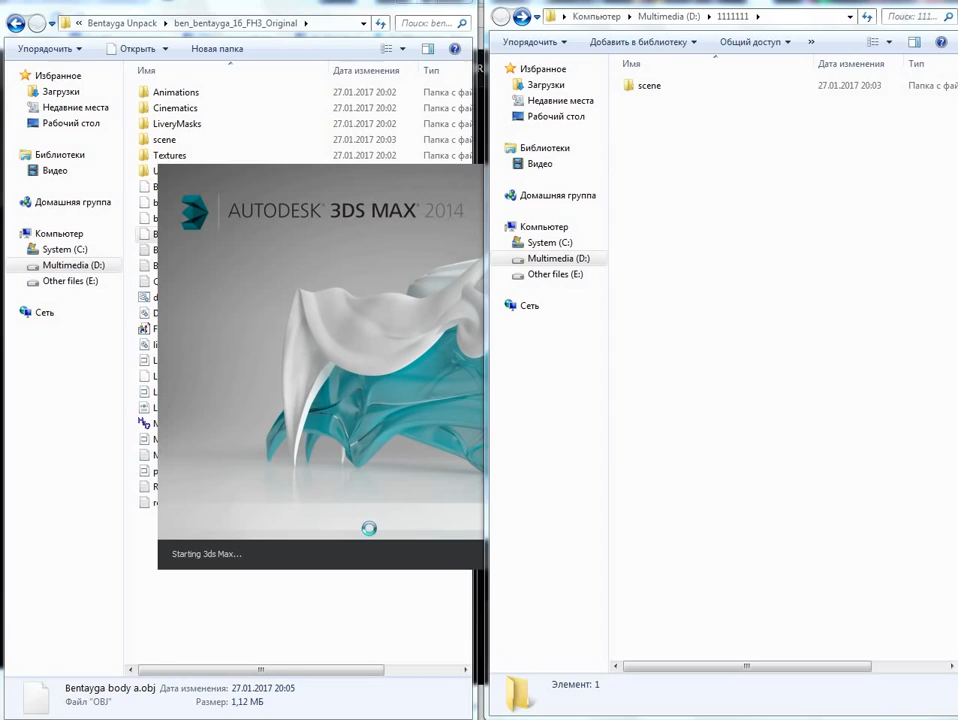 Bentayga Unpack ▸ ben_bentayga_16_FH3_Original ▸
Поиск: ben...
Упорядочить
Открыть
Новая папка
Имя
Дата изменения
Тип
Избранное
Загрузки
Недавние места
Рабочий стол
Библиотеки
Видео
Домашняя группа
Компьютер
System (C:)
Multimedia (D:)
Other files (E:)
Сеть
Animations 27.01.2017 20:02 Папка с фай
Cinematics 27.01.2017 20:02 Папка с фай
LiveryMasks 27.01.2017 20:02 Папка с фай
scene 27.01.2017 20:03 Папка с фай
Textures 27.01.2017 20:02 Папка с фай
AUTODESK® 3DS MAX® 2014
Starting 3ds Max...
Bentayga body a.obj Дата изменения: 27.01.2017 20:05
Файл "OBJ" Размер: 1,12 МБ
Компьютер ▸ Multimedia (D:) ▸ 1111111 ▸
Поиск: 111...
Упорядочить
Добавить в библиотеку
Общий доступ
»
Имя
Дата изменения
Тип
Избранное
Загрузки
Недавние места
Рабочий стол
Библиотеки
Видео
Домашняя группа
Компьютер
System (C:)
Multimedia (D:)
Other files (E:)
Сеть
scene 27.01.2017 20:03 Папка с фай
Элемент: 1